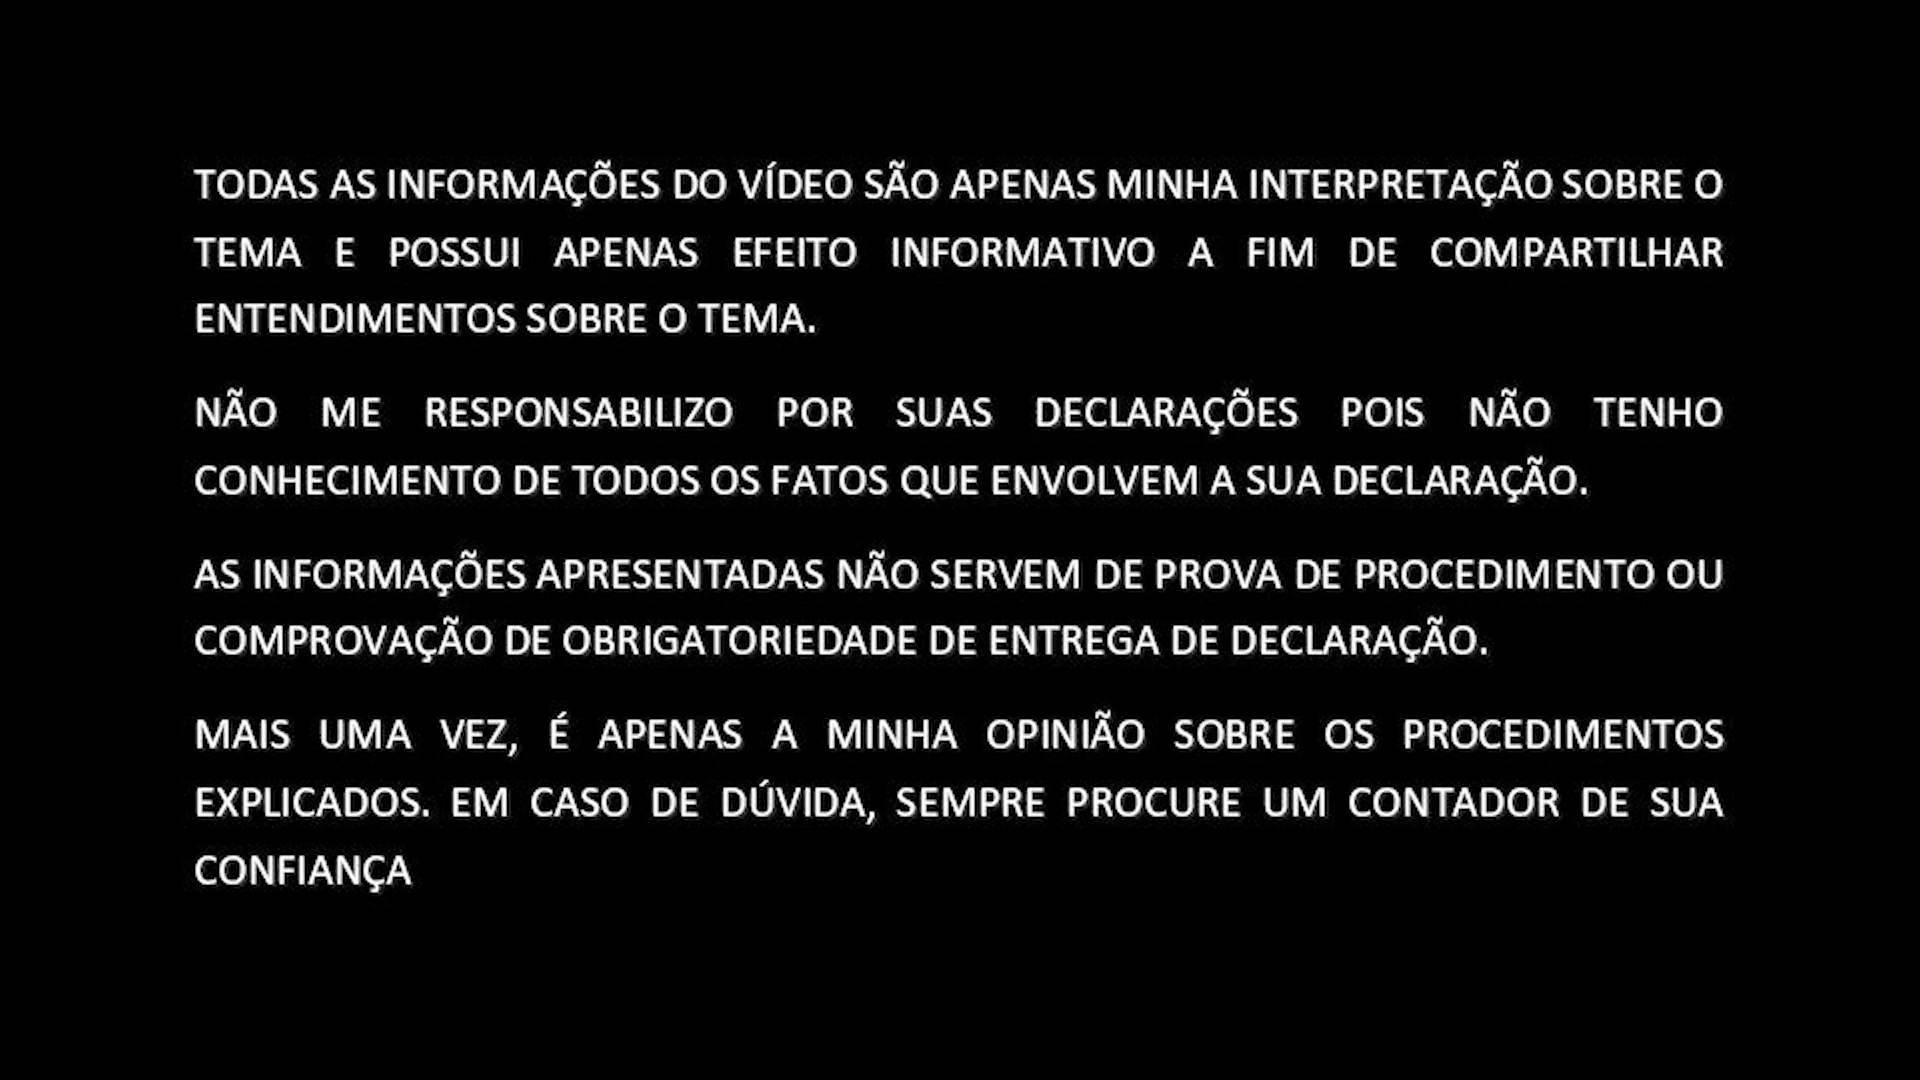 TODAS AS INFORMAÇÕES DO VÍDEO SÃO APENAS MINHA INTERPRETAÇÃO SOBRE O
TEMA E POSSUI APENAS EFEITO INFORMATIVO A FIM DE COMPARTILHAR
ENTENDIMENTOS SOBRE O TEMA.
NÃO ME RESPONSABILIZO POR SUAS DECLARAÇÕES POIS NÃO TENHO
CONHECIMENTO DE TODOS OS FATOS QUE ENVOLVEM A SUA DECLARAÇÃO.
AS INFORMAÇÕES APRESENTADAS NÃO SERVEM DE PROVA DE PROCEDIMENTO OU
COMPROVAÇÃO DE OBRIGATORIEDADE DE ENTREGA DE DECLARAÇÃO.
MAIS UMA VEZ, É APENAS A MINHA OPINIÃO SOBRE OS PROCEDIMENTOS
EXPLICADOS. EM CASO DE DÚVIDA, SEMPRE PROCURE UM CONTADOR DE SUA
CONFIANÇA